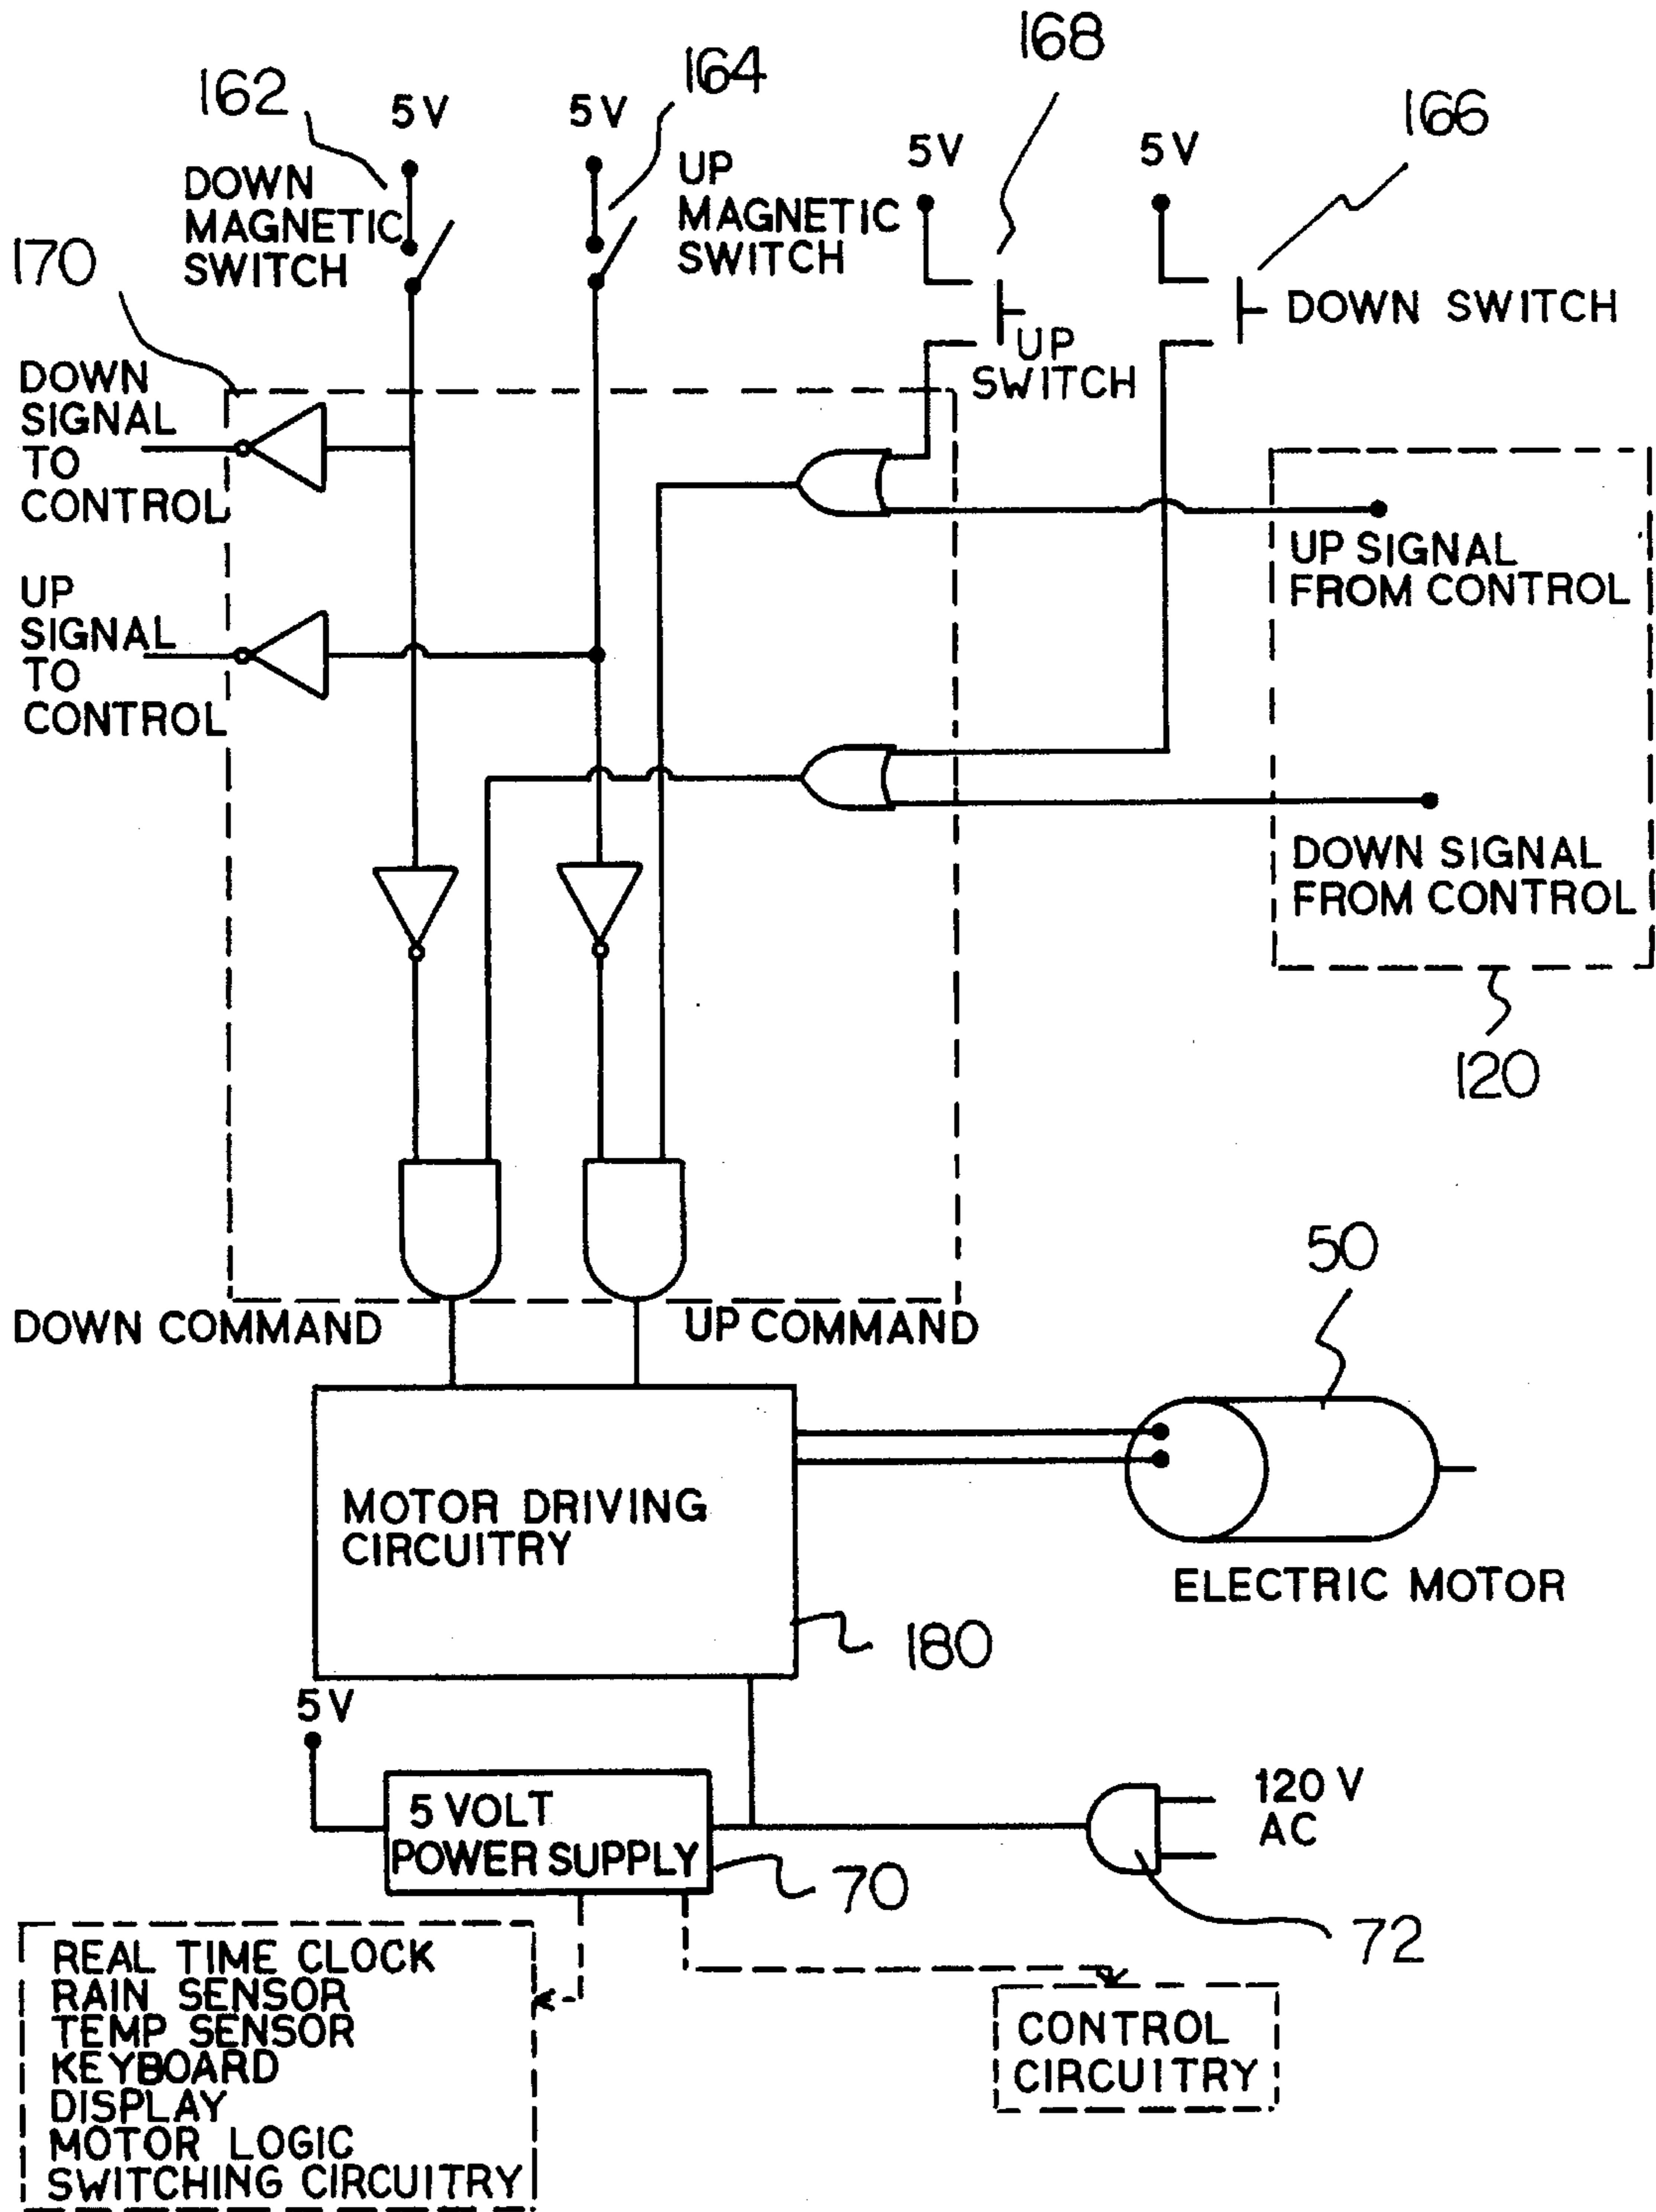 168
162
164
166
5V
5V
5V
5V
DOWN
MAGNETIC
SWITCH
UP
MAGNETIC
SWITCH
170
DOWN SWITCH
UP
SWITCH
DOWN
SIGNAL
TO
CONTROL
UP SIGNAL
FROM CONTROL
UP
SIGNAL
TO
CONTROL
DOWN SIGNAL
FROM CONTROL
120
50
DOWN COMMAND
UP COMMAND
MOTOR DRIVING
CIRCUITRY
ELECTRIC MOTOR
180
5V
5 VOLT
POWER SUPPLY
120 V
AC
70
72
REAL TIME CLOCK
RAIN SENSOR
TEMP SENSOR
KEYBOARD
DISPLAY
MOTOR LOGIC
SWITCHING CIRCUITRY
CONTROL
CIRCUITRY